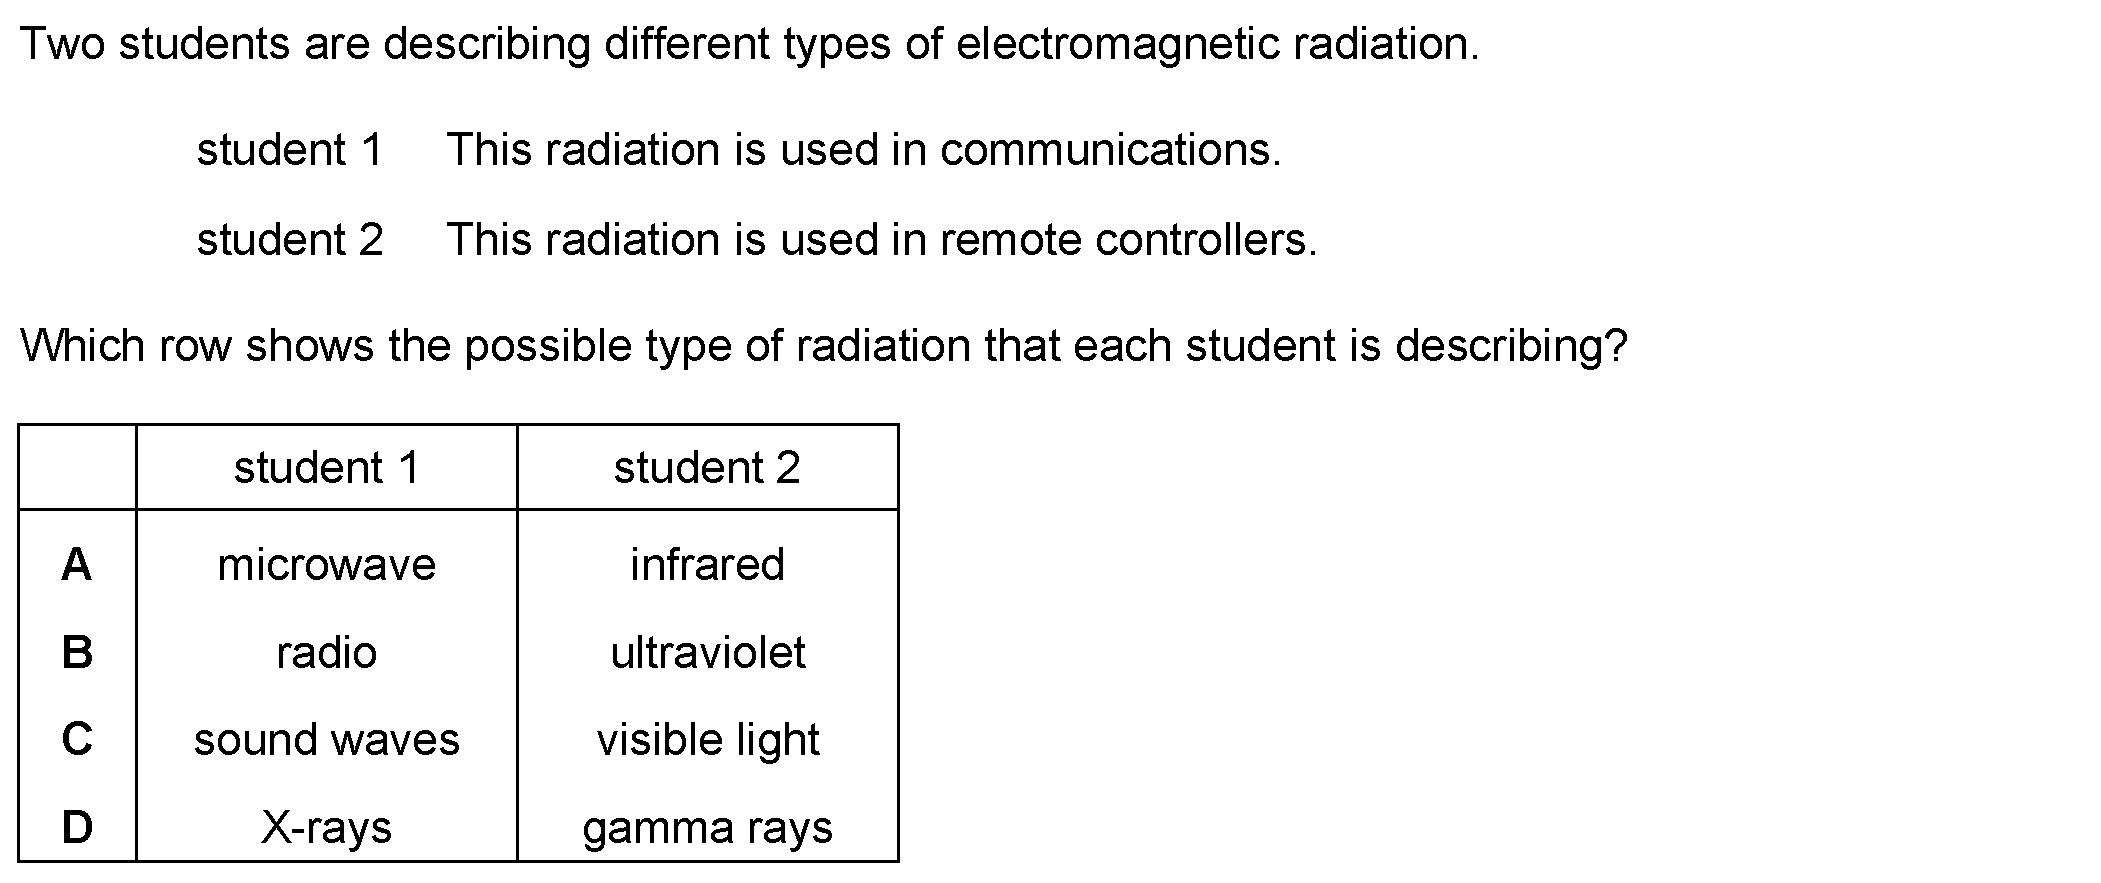 Two students are describing different types of electromagnetic radiation.
student 1 This radiation is used in communications.
student 2 This radiation is used in remote controllers.
Which row shows the possible type of radiation that each student is describing?
student 1 student 2
A microwave infrared
B radio ultraviolet
C sound waves visible light
D X-rays gamma rays